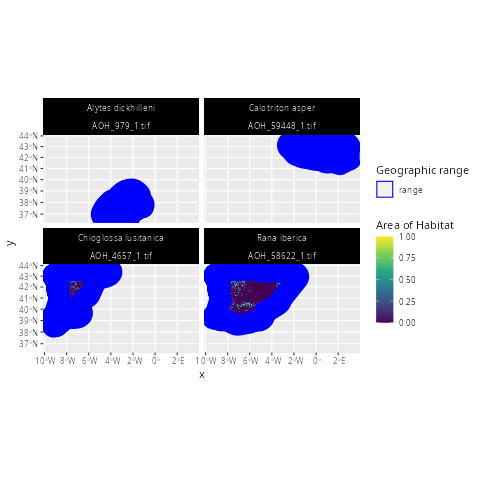 Alytes dickhilleni
Calotriton asper
AOH_979_1.tif
AOH_59448_1.tif
44°N
43°N
42°N
41°N
40°N
39°N
38°N
37°N
Chioglossa lusitanica
Rana iberica
AOH_4657_1.tif
AOH_58622_1.tif
44°N
43°N
42°N
41°N
40°N
39°N
38°N
37°N
10°W 8°W 6°W 4°W 2°W 0° 2°E
10°W 8°W 6°W 4°W 2°W 0° 2°E
x
y
Geographic range
range
Area of Habitat
1.00
0.75
0.50
0.25
0.00